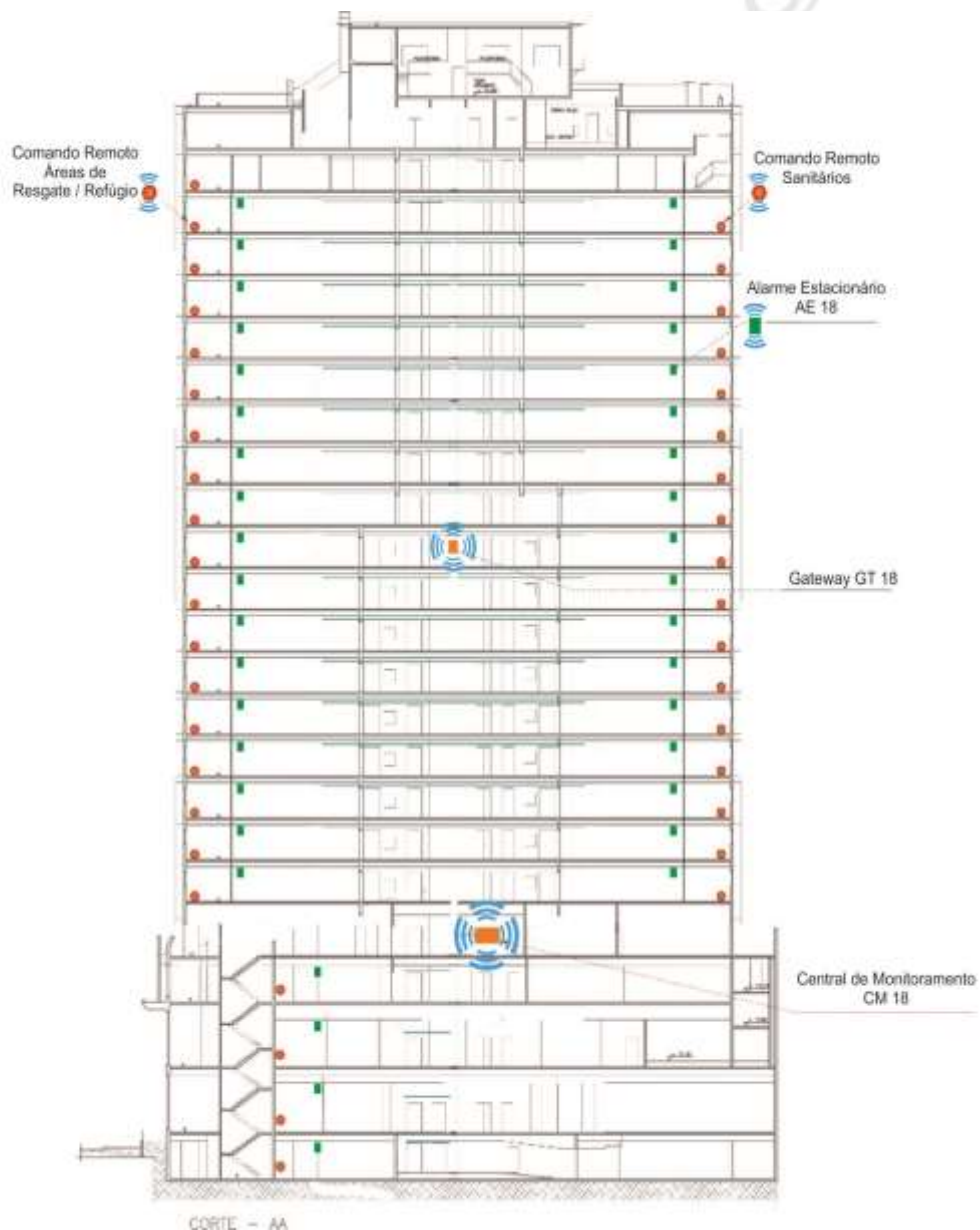 Comando Remoto
Áreas de
Resgate / Refúgio
Comando Remoto
Sanitários
Alarme Estacionário
AE 18
Gateway GT 18
Central de Monitoramento
CM 18
CORTE - AA